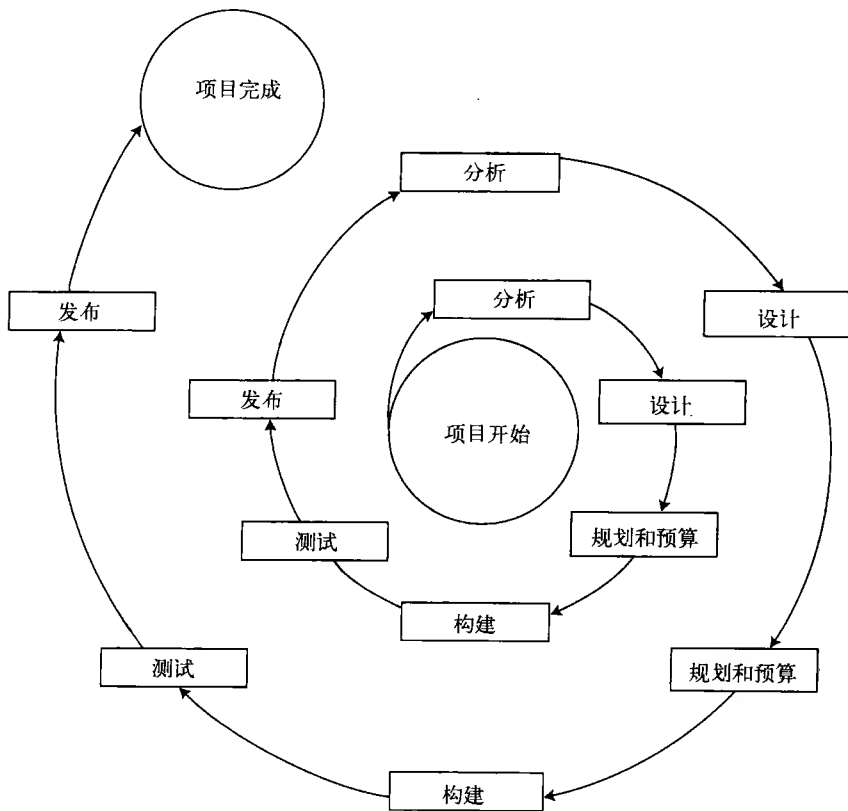 项目完成
分析
分析
发布
设计
发布
设计
项目开始
测试
规划和预算
构建
测试
规划和预算
构建